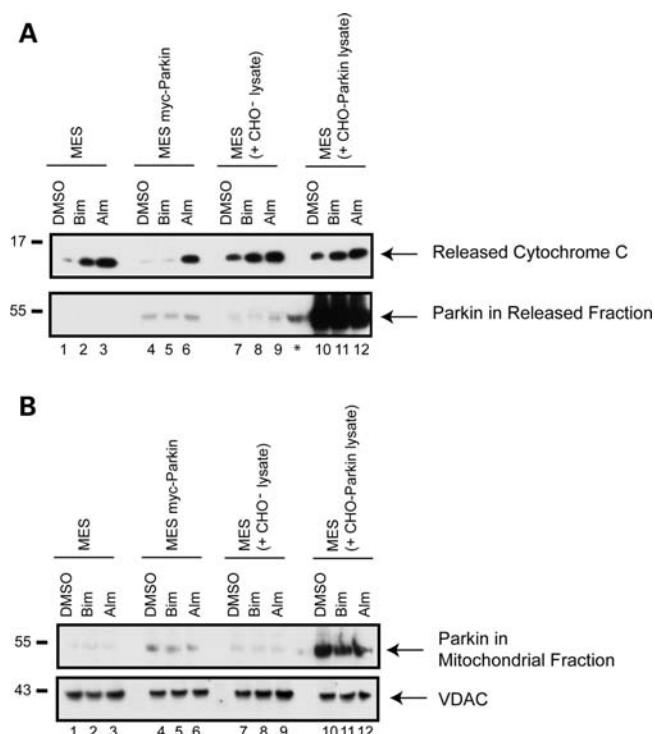 A
MES
MES myc-Parkin
MES
(+ CHO⁻ lysate)
MES
(+ CHO-Parkin lysate)
DMSO
Bim
Alm
DMSO
Bim
Alm
DMSO
Bim
Alm
DMSO
Bim
Alm
17
Released Cytochrome C
55
Parkin in Released Fraction
1 2 3 4 5 6 7 8 9 * 10 11 12
B
MES
MES myc-Parkin
MES
(+ CHO⁻ lysate)
MES
(+ CHO-Parkin lysate)
DMSO
Bim
Alm
DMSO
Bim
Alm
DMSO
Bim
Alm
DMSO
Bim
Alm
55
Parkin in
Mitochondrial Fraction
43
VDAC
1 2 3 4 5 6 7 8 9 10 11 12